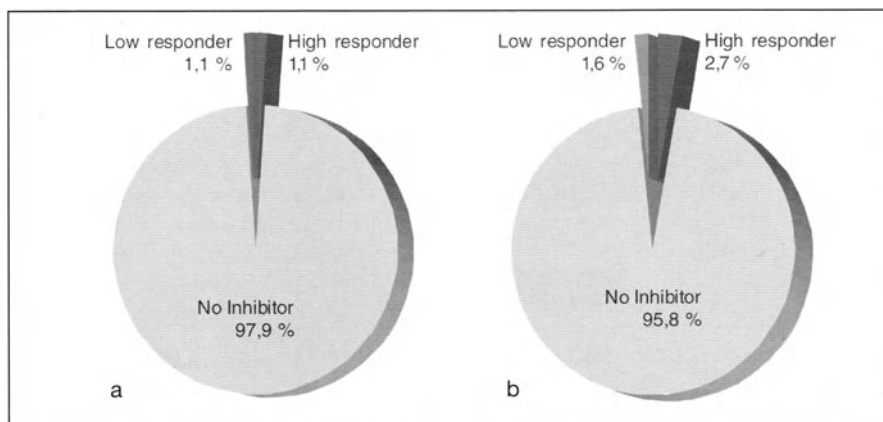 Low responder
1,1 %
High responder
1,1 %
No Inhibitor
97,9 %
a
Low responder
1,6 %
High responder
2,7 %
No Inhibitor
95,8 %
b